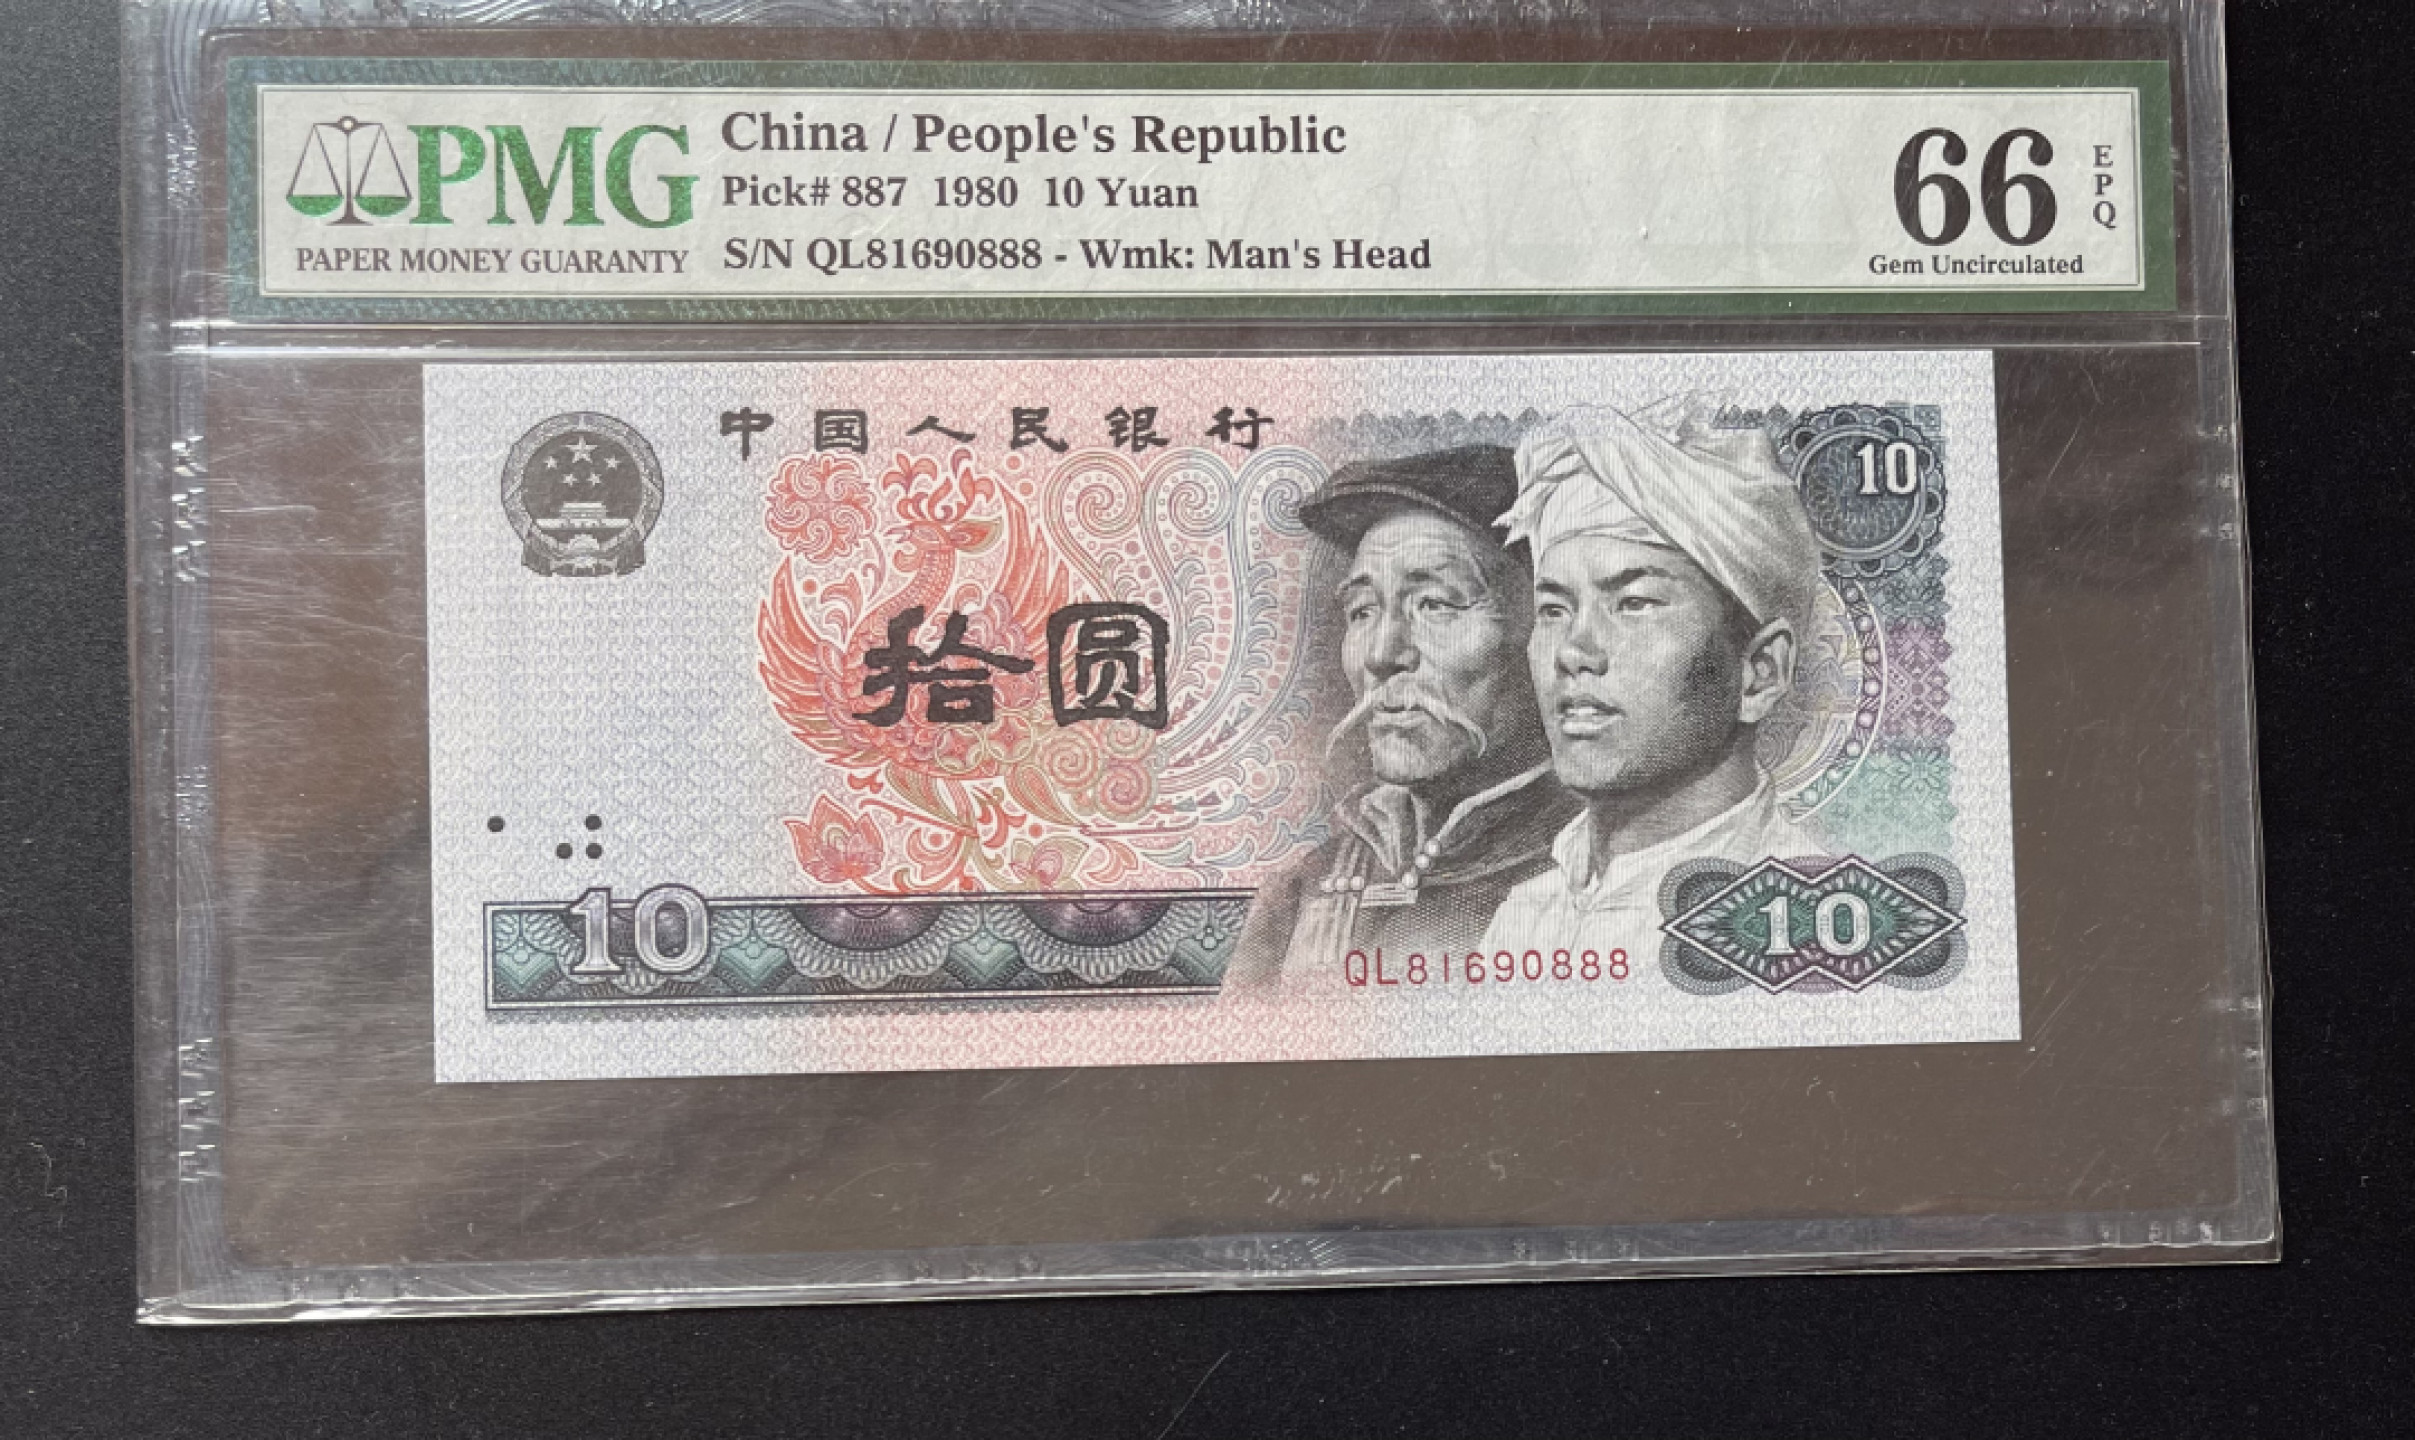 PMG
PAPER MONEY GUARANTY
China / People's Republic
Pick# 887 1980 10 Yuan
S/N QL81690888 - Wmk: Man's Head
66
EPQ
Gem Uncirculated
中国人民银行
10
拾圆
10
QL81690888
10